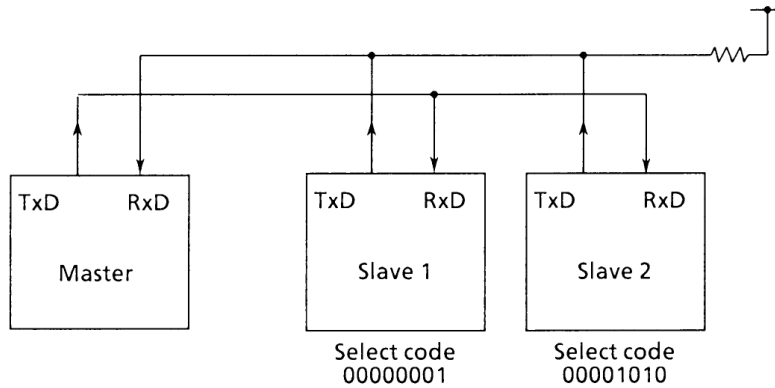 TxD RxD
Master
TxD RxD
Slave 1
Select code
00000001
TxD RxD
Slave 2
Select code
00001010